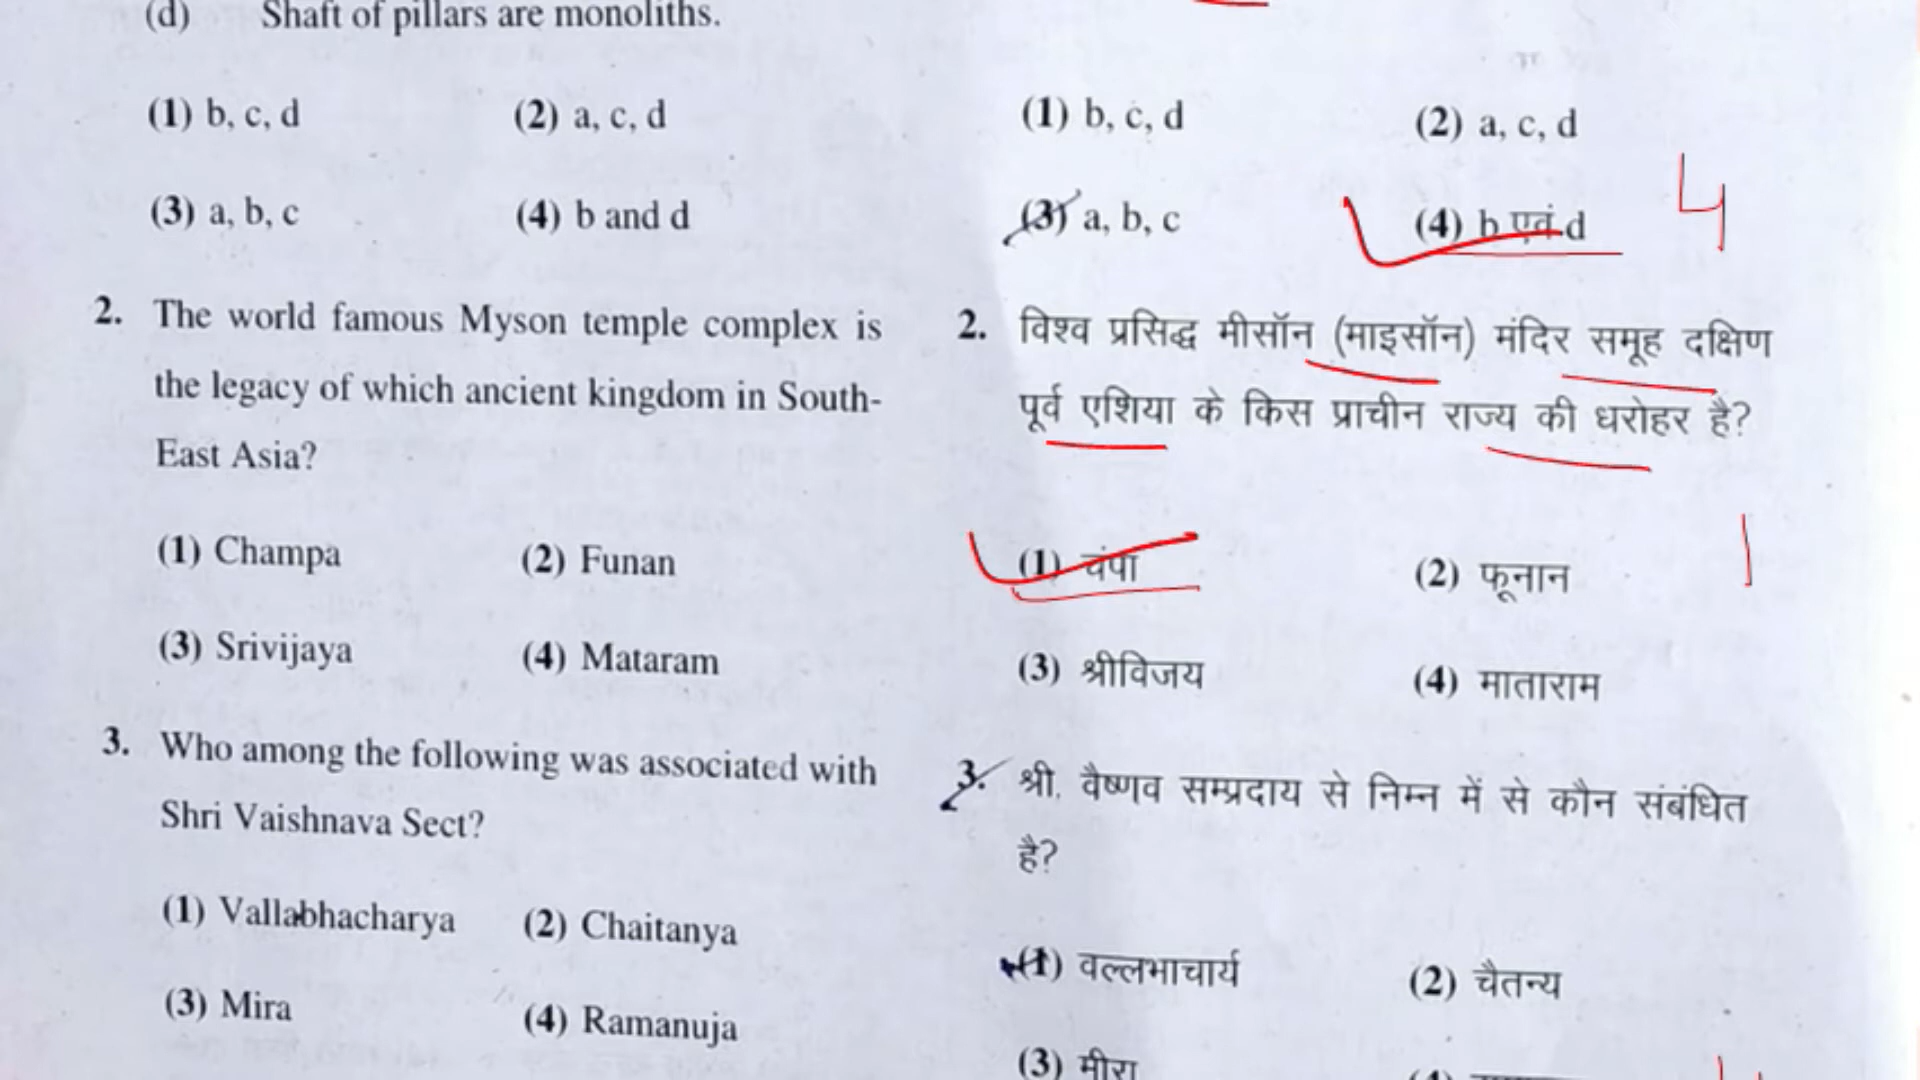 (d) Shaft of pillars are monoliths.
(1) b, c, d (2) a, c, d
(3) a, b, c (4) b and d
2. The world famous Myson temple complex is
the legacy of which ancient kingdom in South-
East Asia?
(1) Champa (2) Funan
(3) Srivijaya (4) Mataram
3. Who among the following was associated with
Shri Vaishnava Sect?
(1) Vallabhacharya (2) Chaitanya
(3) Mira (4) Ramanuja
(1) b, c, d (2) a, c, d
(3) a, b, c (4) b एवं d 4
2. विश्व प्रसिद्ध मीसॉन (माइसॉन) मंदिर समूह दक्षिण
पूर्व एशिया के किस प्राचीन राज्य की धरोहर है?
(1) चंपा (2) फूनान 1
(3) श्रीविजय (4) माताराम
3. श्री वैष्णव सम्प्रदाय से निम्न में से कौन संबंधित
है?
(1) वल्लभाचार्य (2) चैतन्य
(3) मीरा